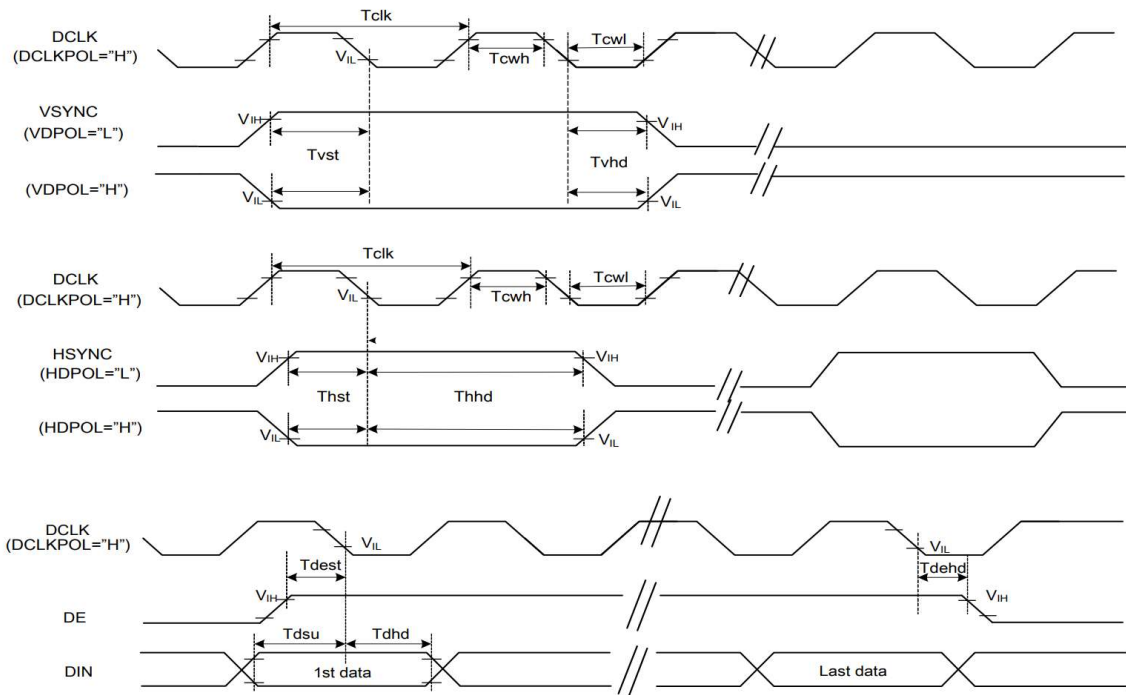 Tclk
DCLK
(DCLKPOL="H")
VIL
Tcwh
Tcwl
VSYNC
(VDPOL="L")
VIH
VIH
Tvst
Tvhd
(VDPOL="H")
VIL
VIL
Tclk
DCLK
(DCLKPOL="H")
VIL
Tcwh
Tcwl
HSYNC
(HDPOL="L")
VIH
VIH
Thst
Thhd
(HDPOL="H")
VIL
VIL
DCLK
(DCLKPOL="H")
VIL
VIL
Tdest
Tdehd
VIH
VIH
DE
Tdsu
Tdhd
DIN
1st data
Last data